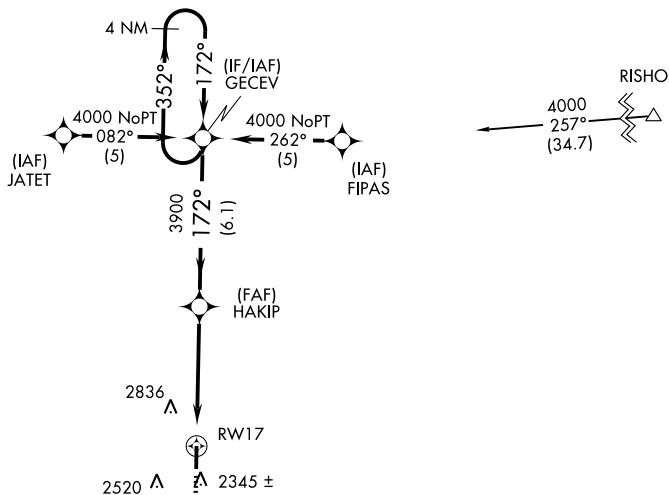 4 NM
352°
172°
(IF/IAF)
GECEV
RISHO
4000
257°
(34.7)
4000 NoPT
082°
(5)
4000 NoPT
262°
(5)
(IAF)
JATET
(IAF)
FIPAS
3900
172°
(6.1)
(FAF)
HAKIP
2836
RW17
2520
2345 ±